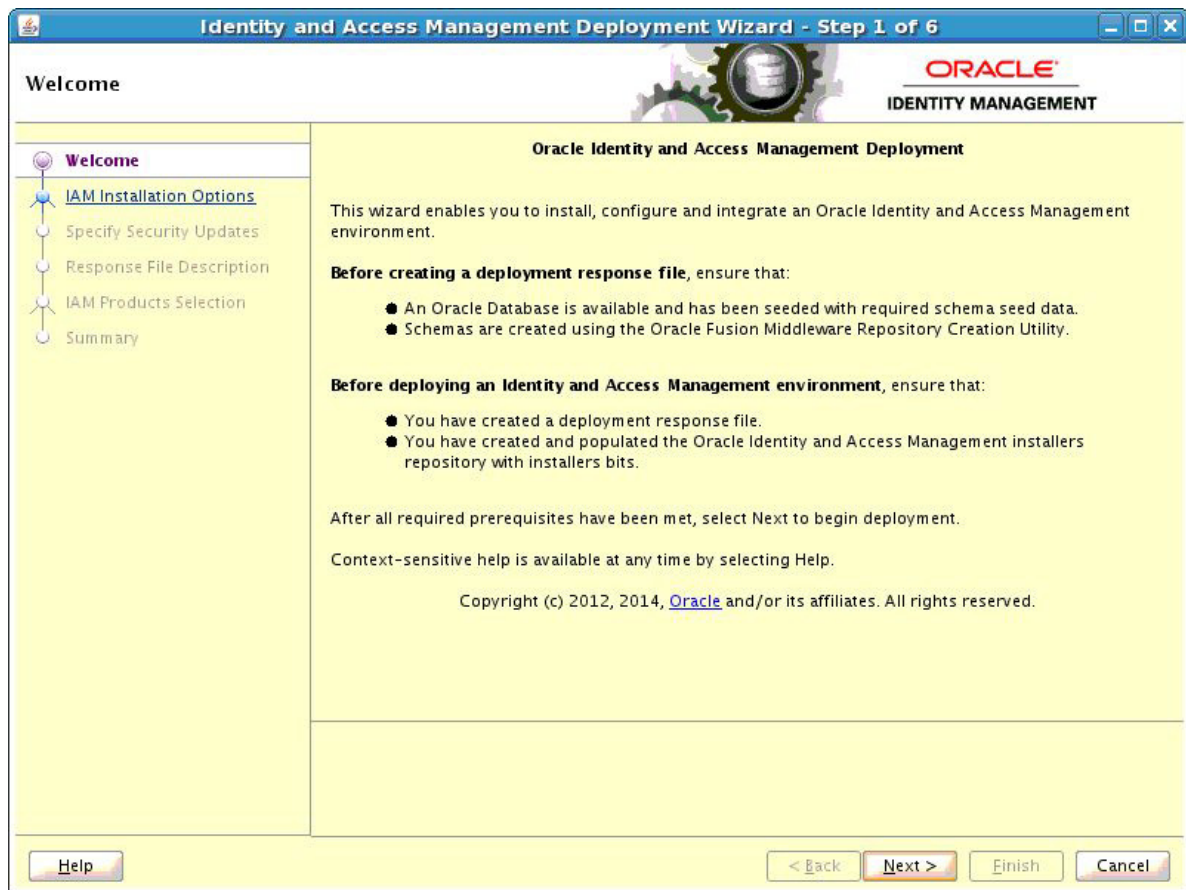 Identity and Access Management Deployment Wizard - Step 1 of 6
Welcome
ORACLE
IDENTITY MANAGEMENT
Welcome
IAM Installation Options
Specify Security Updates
Response File Description
IAM Products Selection
Summary
Oracle Identity and Access Management Deployment
This wizard enables you to install, configure and integrate an Oracle Identity and Access Management
environment.
Before creating a deployment response file, ensure that:
● An Oracle Database is available and has been seeded with required schema seed data.
● Schemas are created using the Oracle Fusion Middleware Repository Creation Utility.
Before deploying an Identity and Access Management environment, ensure that:
● You have created a deployment response file.
● You have created and populated the Oracle Identity and Access Management installers
repository with installers bits.
After all required prerequisites have been met, select Next to begin deployment.
Context-sensitive help is available at any time by selecting Help.
Copyright (c) 2012, 2014, Oracle and/or its affiliates. All rights reserved.
Help
< Back
Next >
Finish
Cancel